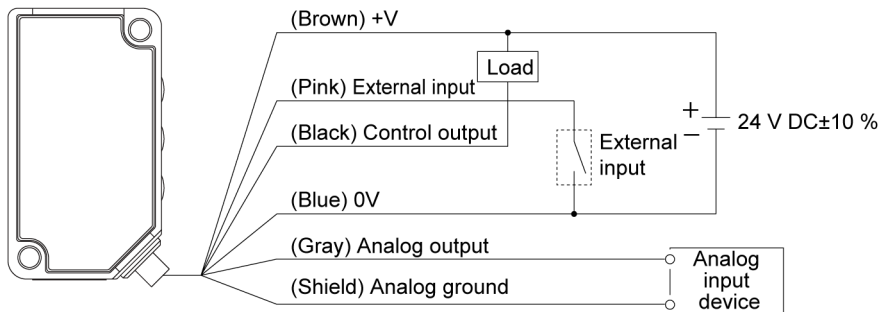 (Brown) +V
Load
(Pink) External input
+
24 V DC±10 %
−
(Black) Control output
External
input
(Blue) 0V
(Gray) Analog output
Analog
input
device
(Shield) Analog ground